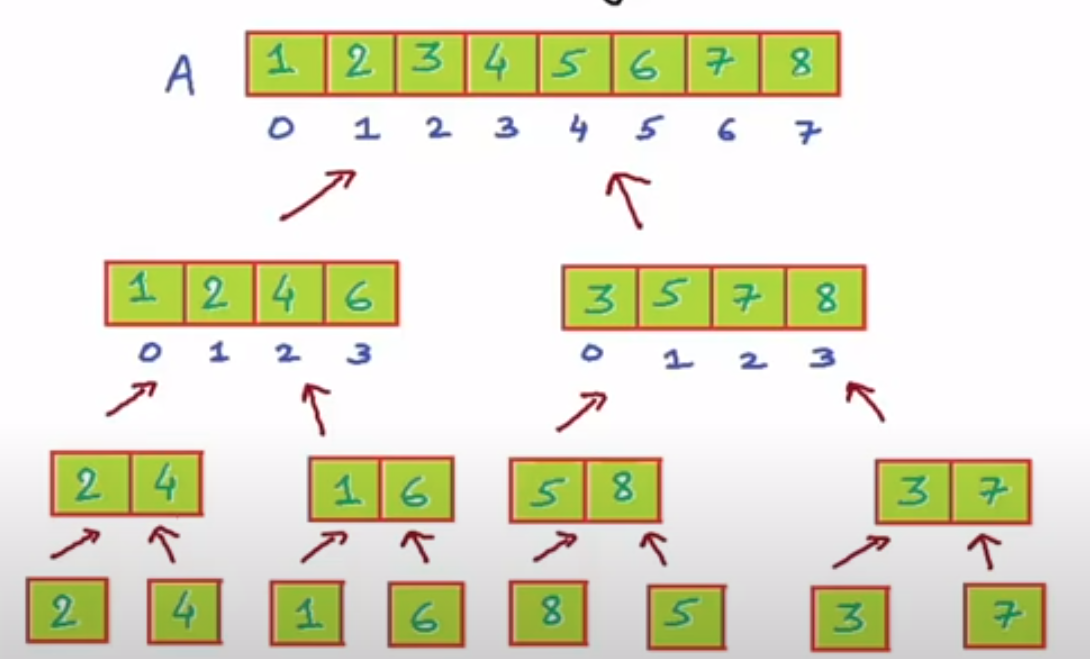 A 1 2 3 4 5 6 7 8
0 1 2 3 4 5 6 7
1 2 4 6 3 5 7 8
0 1 2 3 0 1 2 3
2 4 1 6 5 8 3 7
2 4 1 6 8 5 3 7